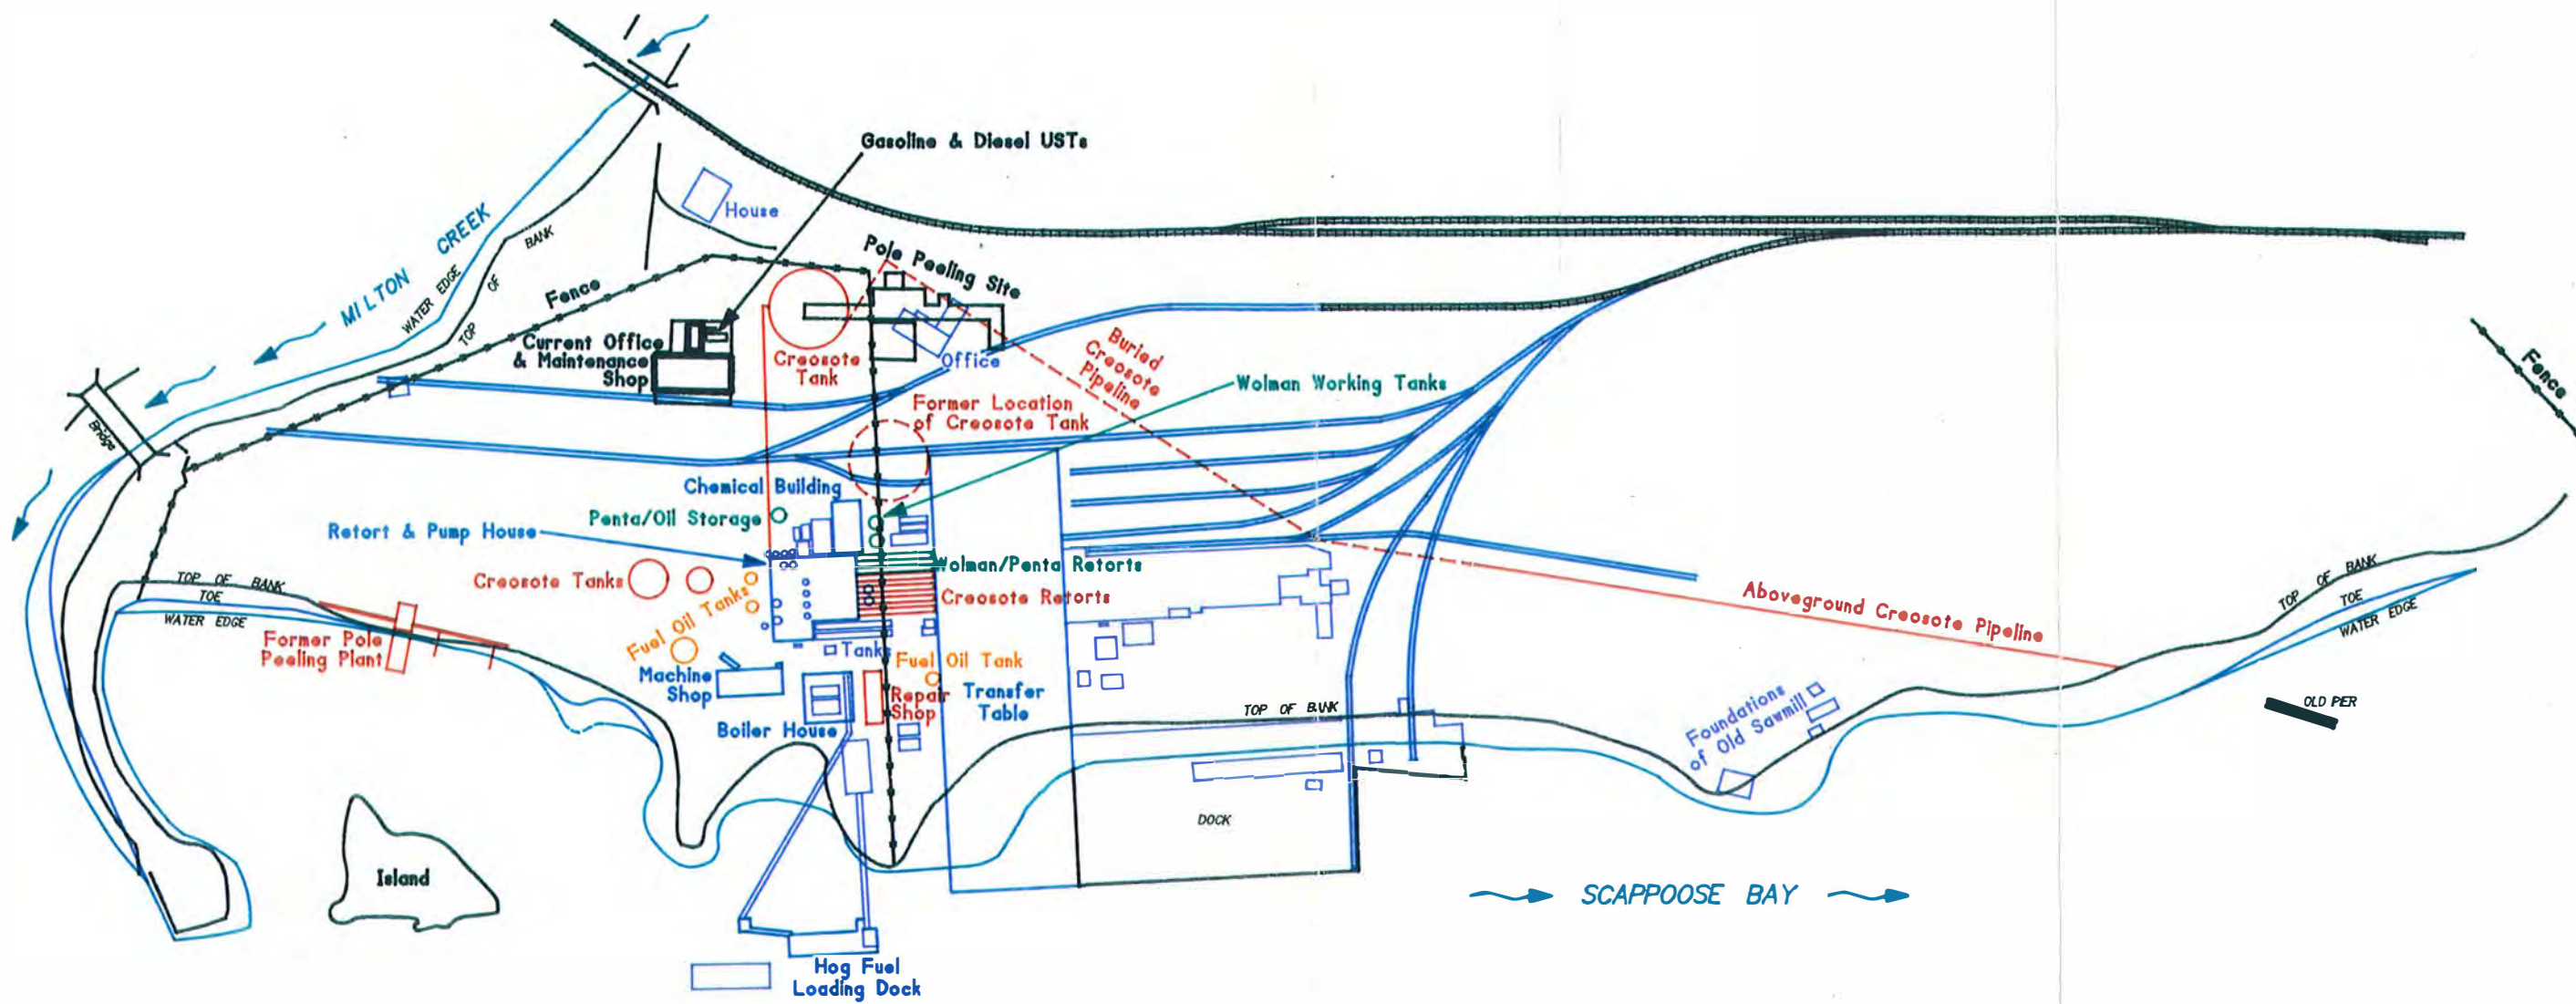 Gasoline & Diesel USTs
House
MILTON CREEK
WATER EDGE
TOP OF BANK
Fence
Pole Peeling Site
Current Office
& Maintenance
Shop
Creosote
Tank
Office
Buried
Creosote
Pipeline
Wolman Working Tanks
Former Location
of Creosote Tank
Fence
Bridge
Chemical Building
Penta/Oil Storage
Retort & Pump House
Wolman/Penta Retorts
Creosote Tanks
Creosote Retorts
Fuel Oil Tanks
TOP OF BANK
TOE
WATER EDGE
Former Pole
Peeling Plant
Tanks
Fuel Oil Tank
Machine
Shop
Repair
Shop
Transfer
Table
Boiler House
TOP OF BANK
Aboveground Creosote Pipeline
TOP OF BANK
TOE
WATER EDGE
Foundations
of Old Sawmill
OLD PIER
DOCK
Island
SCAPPOOSE BAY
Hog Fuel
Loading Dock